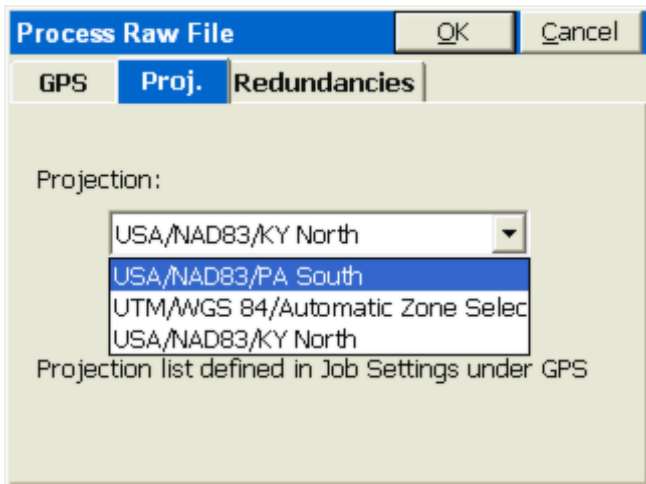 Process Raw File OK Cancel
GPS Proj. Redundancies
Projection:
USA/NAD83/KY North
USA/NAD83/PA South
UTM/WGS 84/Automatic Zone Selec
USA/NAD83/KY North
Projection list defined in Job Settings under GPS